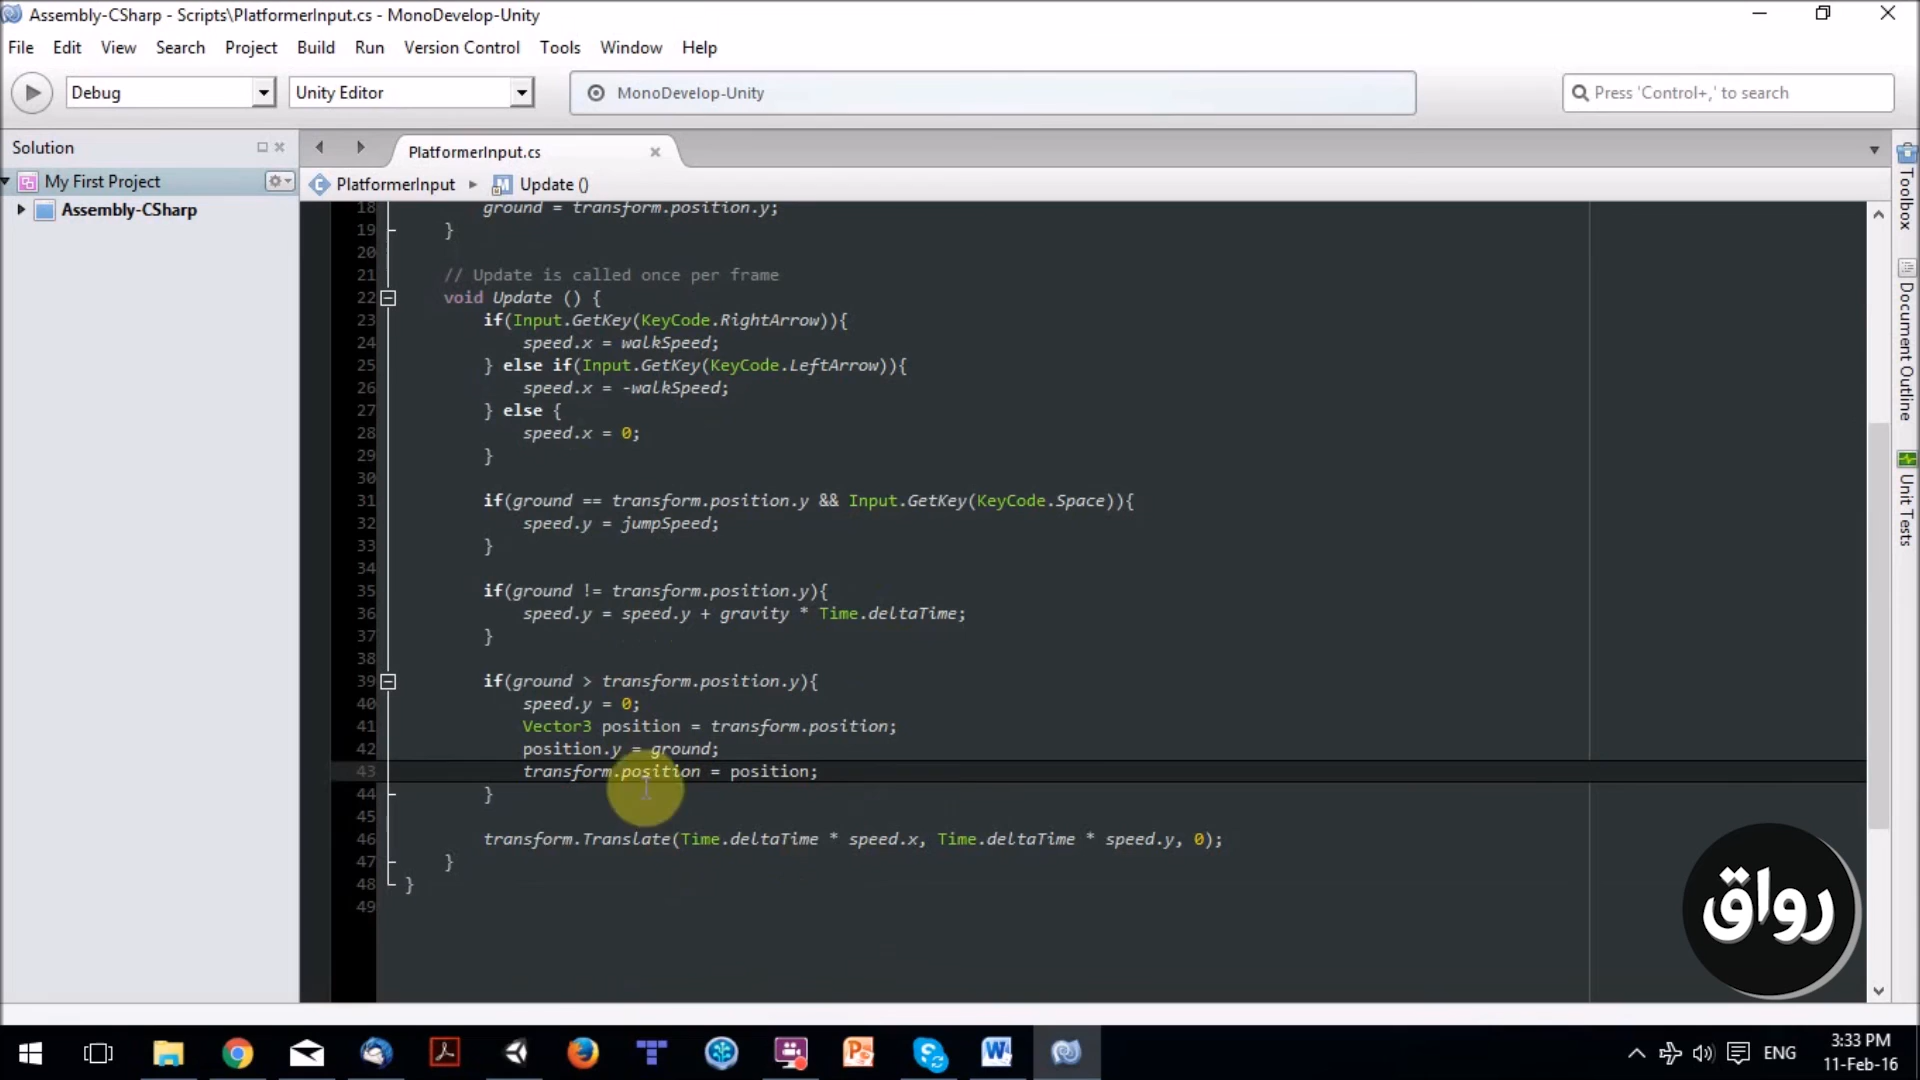 Assembly-CSharp - Scripts\PlatformerInput.cs - MonoDevelop-Unity
File Edit View Search Project Build Run Version Control Tools Window Help
Debug Unity Editor MonoDevelop-Unity Press 'Control+,' to search
Solution PlatformerInput.cs
My First Project PlatformerInput Update ()
Assembly-CSharp
18 ground = transform.position.y;
19 }
20
21 // Update is called once per frame
22 void Update () {
23 if(Input.GetKey(KeyCode.RightArrow)){
24 speed.x = walkSpeed;
25 } else if(Input.GetKey(KeyCode.LeftArrow)){
26 speed.x = -walkSpeed;
27 } else {
28 speed.x = 0;
29 }
30
31 if(ground == transform.position.y && Input.GetKey(KeyCode.Space)){
32 speed.y = jumpSpeed;
33 }
34
35 if(ground != transform.position.y){
36 speed.y = speed.y + gravity * Time.deltaTime;
37 }
38
39 if(ground > transform.position.y){
40 speed.y = 0;
41 Vector3 position = transform.position;
42 position.y = ground;
43 transform.position = position;
44 }
45
46 transform.Translate(Time.deltaTime * speed.x, Time.deltaTime * speed.y, 0);
47 }
48 }
49
Toolbox
Document Outline
Unit Tests
رواق
ENG
3:33 PM
11-Feb-16